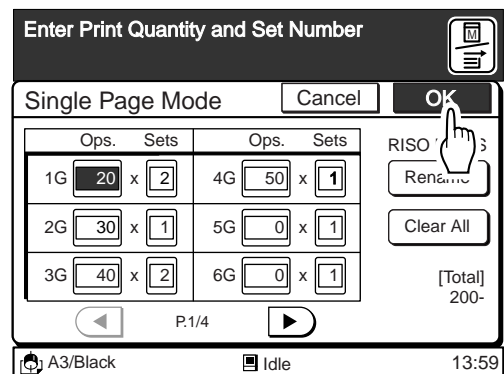 Enter Print Quantity and Set Number
M
Single Page Mode Cancel OK
Ops. Sets Ops. Sets RISO
1G 20 x 2 4G 50 x 1 Rename
2G 30 x 1 5G 0 x 1 Clear All
3G 40 x 2 6G 0 x 1 [Total]
200-
P.1/4
A3/Black Idle 13:59